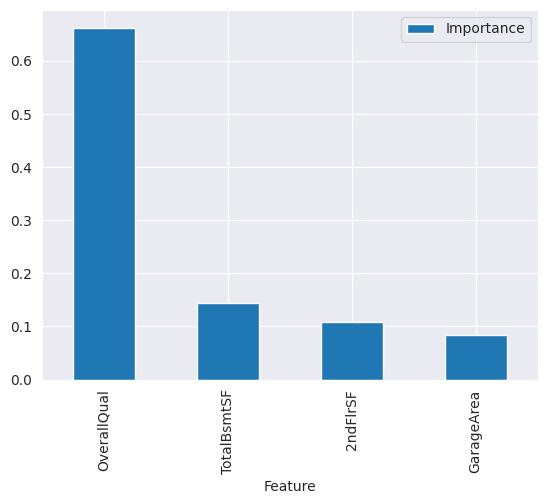 Importance
0.6
0.5
0.4
0.3
0.2
0.1
0.0
OverallQual
TotalBsmtSF
2ndFlrSF
GarageArea
Feature